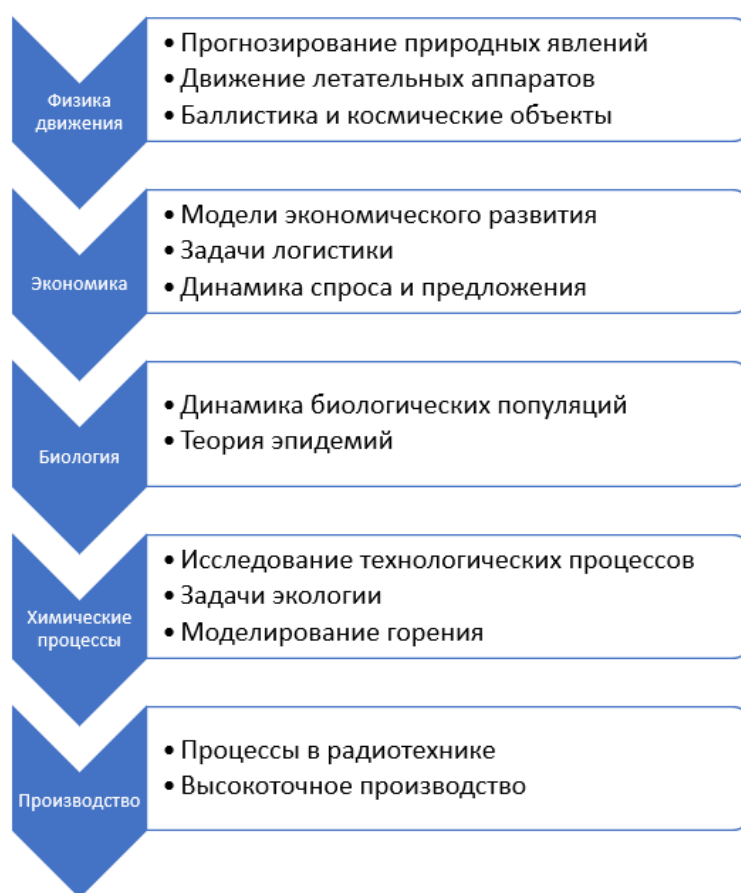 Физика
движения
• Прогнозирование природных явлений
• Движение летательных аппаратов
• Баллистика и космические объекты
Экономика
• Модели экономического развития
• Задачи логистики
• Динамика спроса и предложения
Биология
• Динамика биологических популяций
• Теория эпидемий
Химические
процессы
• Исследование технологических процессов
• Задачи экологии
• Моделирование горения
Производство
• Процессы в радиотехнике
• Высокоточное производство